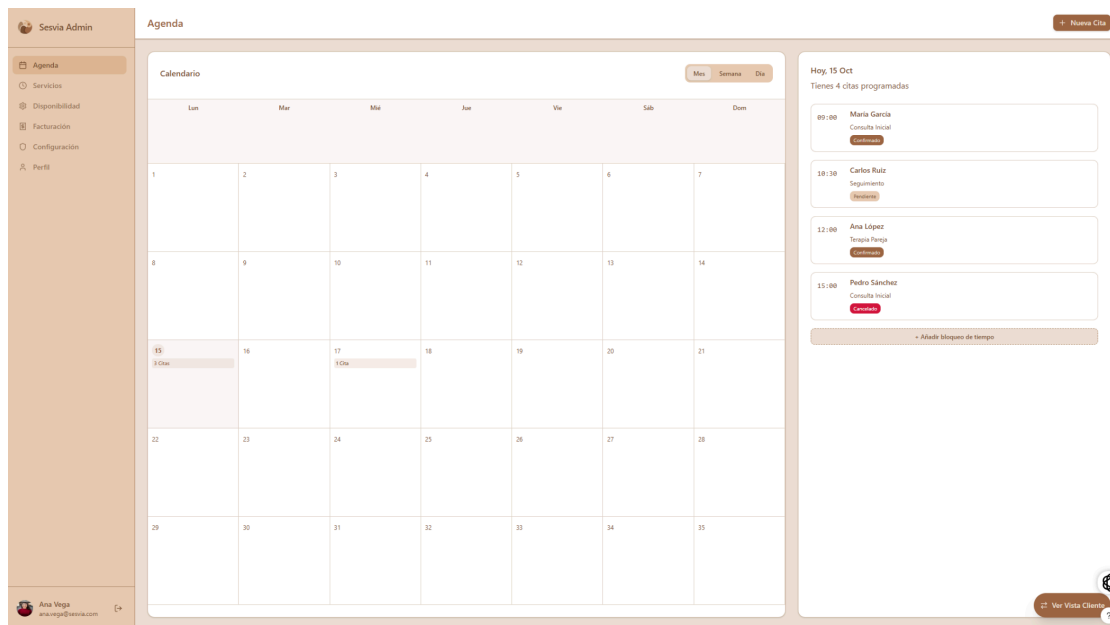 Sesvia Admin
Agenda
+ Nueva Cita
Agenda
Servicios
Disponibilidad
Facturación
Configuración
Perfil
Calendario
Mes Semana Día
Lun Mar Mié Jue Vie Sáb Dom
1 2 3 4 5 6 7
8 9 10 11 12 13 14
15 16 17 18 19 20 21
3 Citas 1 Cita
22 23 24 25 26 27 28
29 30 31 32 33 34 35
Hoy, 15 Oct
Tienes 4 citas programadas
09:00 María García
Consulta Inicial
Confirmado
10:30 Carlos Ruiz
Seguimiento
Pendiente
12:00 Ana López
Terapia Pareja
Confirmado
15:00 Pedro Sánchez
Consulta Inicial
Cancelado
+ Añadir bloqueo de tiempo
Ana Vega
ana.vega@sesvia.com
Ver Vista Cliente
?